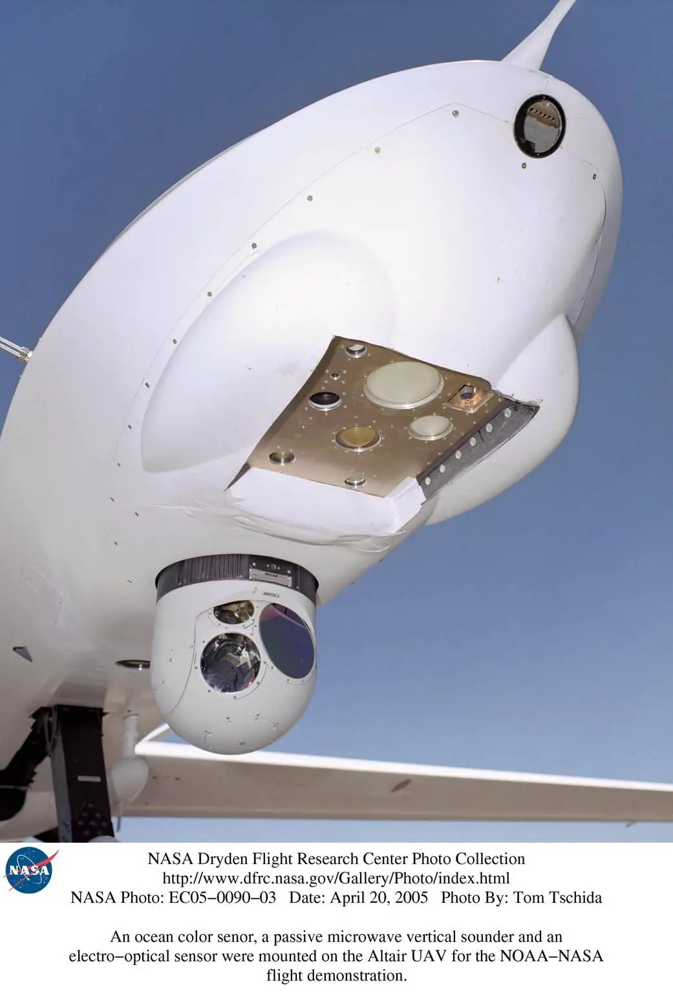 NASA
NASA Dryden Flight Research Center Photo Collection
http://www.dfrc.nasa.gov/Gallery/Photo/index.html
NASA Photo: EC05−0090−03 Date: April 20, 2005 Photo By: Tom Tschida
An ocean color senor, a passive microwave vertical sounder and an
electro−optical sensor were mounted on the Altair UAV for the NOAA−NASA
flight demonstration.